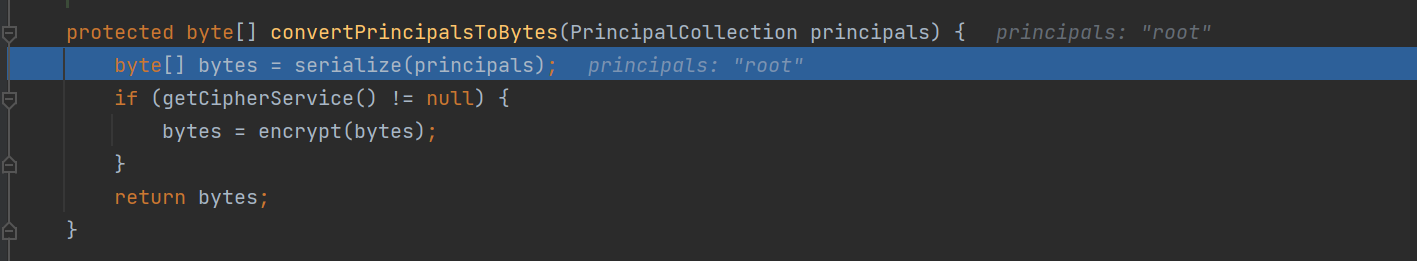 protected byte[] convertPrincipalsToBytes(PrincipalCollection principals) {  principals: "root"
    byte[] bytes = serialize(principals);  principals: "root"
    if (getCipherService() != null) {
        bytes = encrypt(bytes);
    }
    return bytes;
}